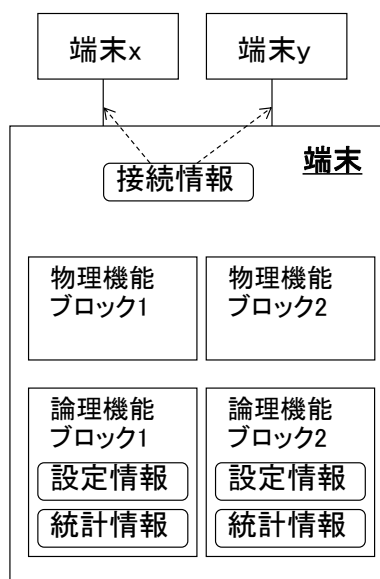 端末x
端末y
端末
接続情報
物理機能
ブロック1
物理機能
ブロック2
論理機能
ブロック1
設定情報
統計情報
論理機能
ブロック2
設定情報
統計情報